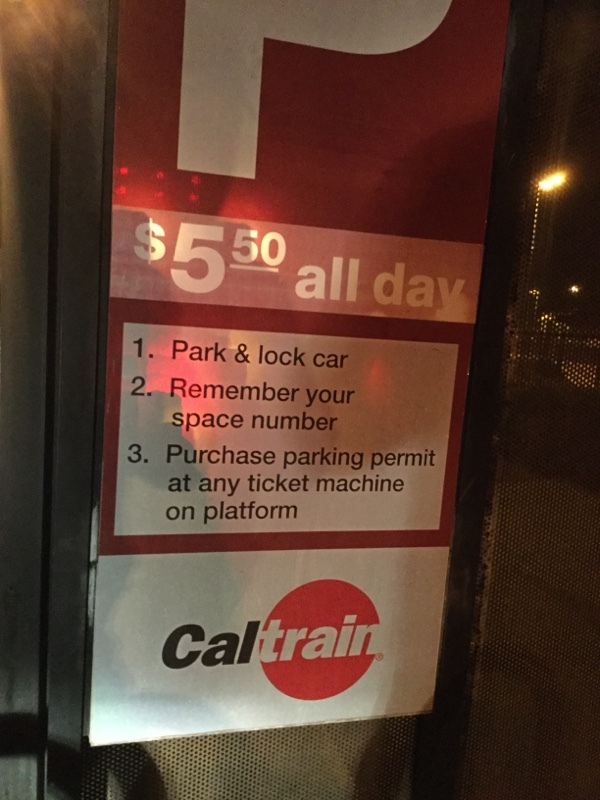 P
$5.50 all day
1. Park & lock car
2. Remember your
space number
3. Purchase parking permit
at any ticket machine
on platform
Caltrain®